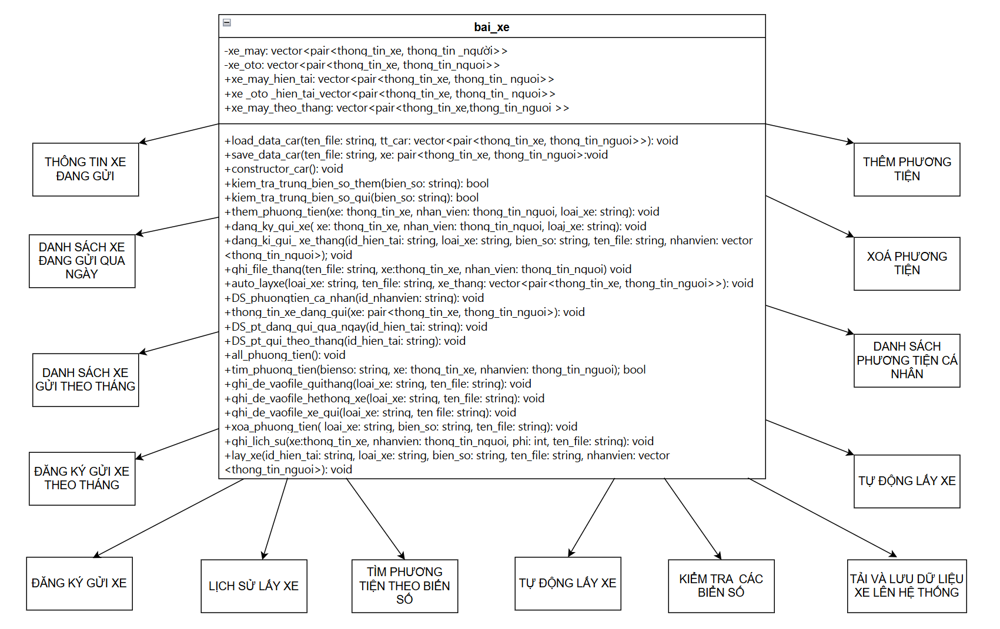 bai_xe
-xe_may: vector<pair<thong_tin_xe, thong_tin _người>>
-xe_oto: vector<pair<thong_tin_xe, thong_tin_nguoi>>
+xe_may_hien_tai: vector<pair<thong_tin_xe, thong_tin_ nguoi>>
+xe _oto _hien_tai_vector<pair<thong_tin_xe, thong_tin_ nguoi>>
+xe_may_theo_thang: vector<pair<thong_tin_xe,thong_tin_nguoi >>
+load_data_car(ten_file: string, tt_car: vector<pair<thong_tin_xe, thong_tin_nguoi>>): void
+save_data_car(ten_file: string, xe: pair<thong_tin_xe, thong_tin_nguoi>:void
+constructor_car(): void
+kiem_tra_trung_bien_so_them(bien_so: string): bool
+kiem_tra_trung_bien_so_gui(bien_so: string): bool
+them_phuong_tien(xe: thong_tin_xe, nhan_vien: thong_tin_nguoi, loai_xe: string): void
+dang_ky_gui_xe( xe: thong_tin_xe, nhan_vien: thong_tin_nguoi, loaj_xe: string): void
+dang_ki_gui_ xe_thang(id_hien_tai: string, loai_xe: string, bien_so: string, ten_file: string, nhanvien: vector
<thong_tin_nguoi>); void
+ghi_file_thang(ten_file: string, xe:thong_tin_xe, nhan_vien: thong_tin_nguoi) void
+auto_layxe(loai_xe: string, ten_file: string, xe_thang: vector<pair<thong_tin_xe, thong_tin_nguoi>>): void
+DS_phuongtien_ca_nhan(id_nhanvien: string): void
+thong_tin_xe_dang_gui(xe: pair<thong_tin_xe, thong_tin_nguoi>): void
+DS_pt_dang_gui_qua_ngay(id_hien_tai: string): void
+DS_pt_gui_theo_thang(id_hien_tai: string): void
+all_phuong_tien(): void
+tim_phuong_tien(bienso: string, xe: thong_tin_xe, nhanvien: thong_tin_nguoi); bool
+ghi_de_vaofile_guithang(loai_xe: string, ten_file: string): void
+ghi_de_vaofile_hethong_xe(loai_xe: string, ten_file: string): void
+ghi_de_vaofile_xe_gui(loai_xe: string, ten file: string): void
+xoa_phuong_tien( loai_xe: string, bien_so: string, ten_file: string): void
+ghi_lich_su(xe:thong_tin_xe, nhanvien: thong_tin_nguoi, phi: int, ten_file: string): void
+lay_xe(id_hien_tai: string, loai_xe: string, bien_so: string, ten_file: string, nhanvien: vector
<thong_tin_nguoi>): void
THÔNG TIN XE
ĐANG GỬI
DANH SÁCH XE
ĐANG GỬI QUA
NGÀY
DANH SÁCH XE
GỬI THEO THÁNG
ĐĂNG KÝ GỬI XE
THEO THÁNG
THÊM PHƯƠNG
TIỆN
XOÁ PHƯƠNG
TIỆN
DANH SÁCH
PHƯƠNG TIỆN CÁ
NHÂN
TỰ ĐỘNG LẤY XE
ĐĂNG KÝ GỬI XE
LỊCH SỬ LẤY XE
TÌM PHƯƠNG
TIỆN THEO BIẾN
SỐ
TỰ ĐỘNG LẤY XE
KIỂM TRA  CÁC
BIỂN SỐ
TẢI VÀ LƯU DỮ LIỆU
XE LÊN HỆ THỐNG